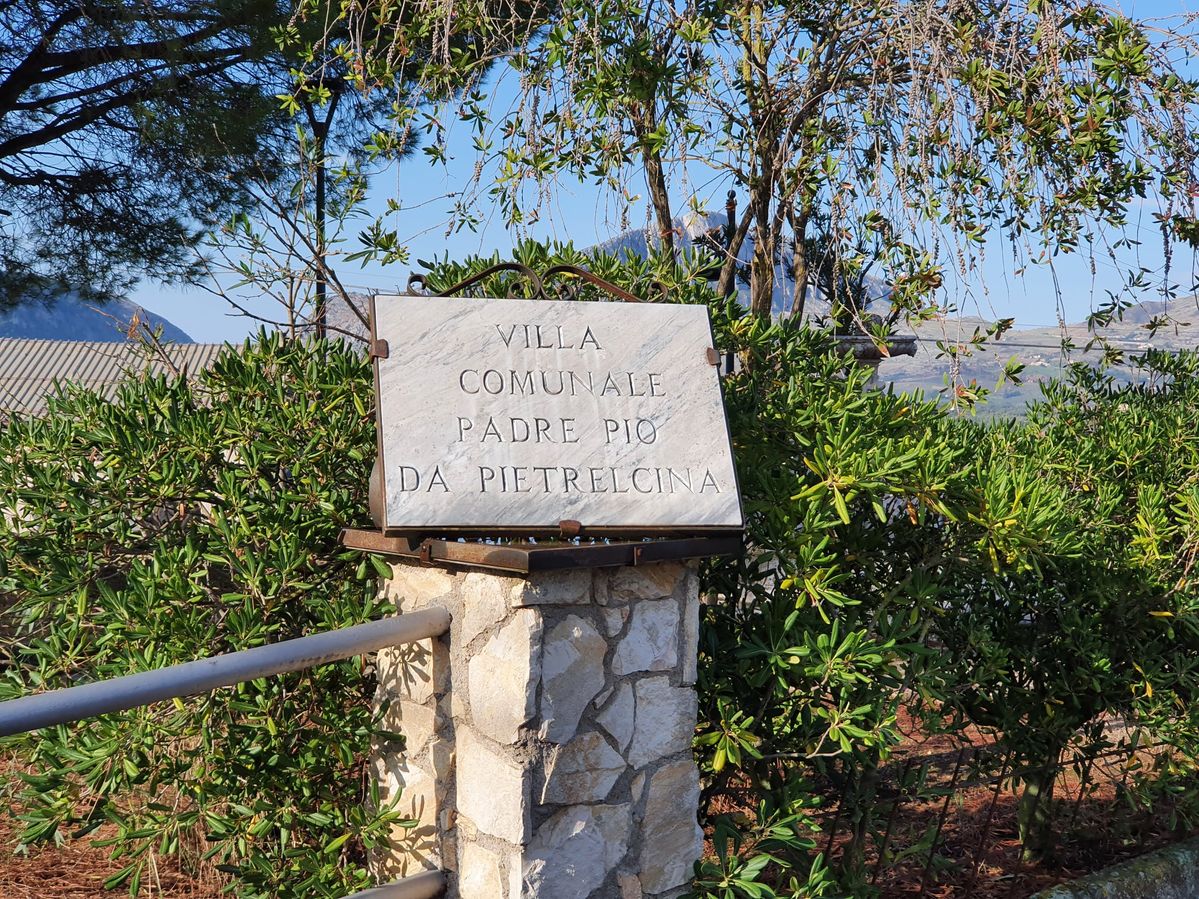 VILLA
COMUNALE
PADRE PIO
DA PIETRELCINA